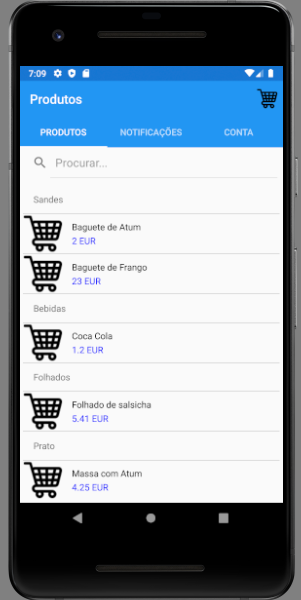 7:09
Produtos
PRODUTOS NOTIFICAÇÕES CONTA
Procurar...
Sandes
Baguete de Atum
2 EUR
Baguete de Frango
23 EUR
Bebidas
Coca Cola
1.2 EUR
Folhados
Folhado de salsicha
5.41 EUR
Prato
Massa com Atum
4.25 EUR